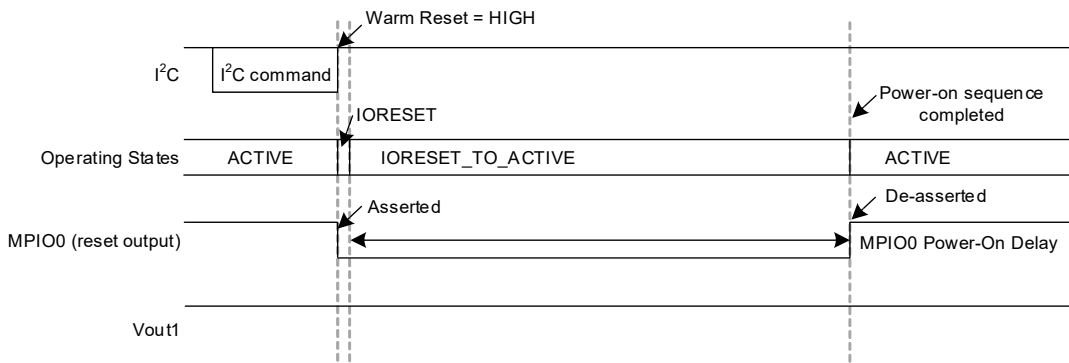 Warm Reset = HIGH
I²C
I²C command
Power-on sequence
completed
IORESET
Operating States
ACTIVE
IORESET_TO_ACTIVE
ACTIVE
De-asserted
Asserted
MPIO0 (reset output)
MPIO0 Power-On Delay
Vout1